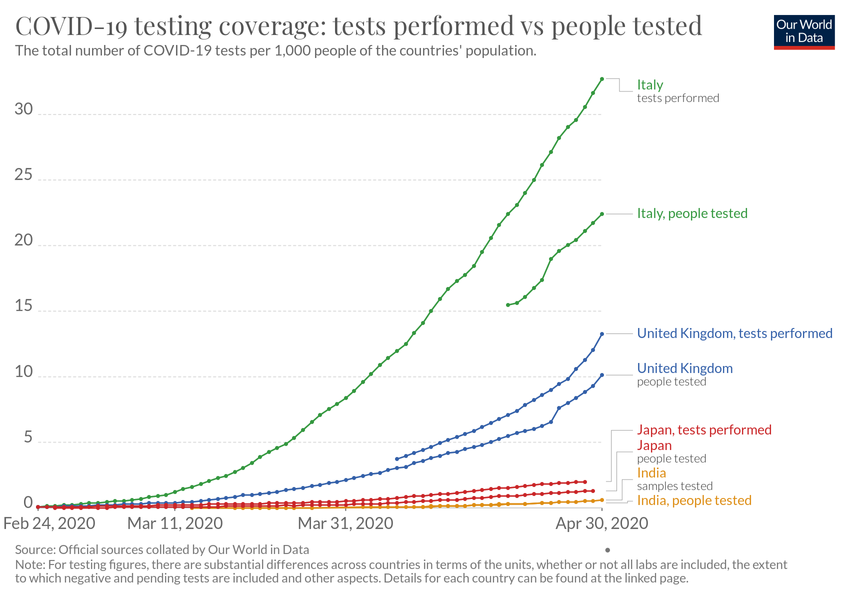 COVID-19 testing coverage: tests performed vs people tested
The total number of COVID-19 tests per 1,000 people of the countries' population.
Our World
in Data
30
25
20
15
10
5
0
Italy
tests performed
Italy, people tested
United Kingdom, tests performed
United Kingdom
people tested
Japan, tests performed
Japan
people tested
India
samples tested
India, people tested
Feb 24, 2020
Mar 11, 2020
Mar 31, 2020
Apr 30, 2020
Source: Official sources collated by Our World in Data
Note: For testing figures, there are substantial differences across countries in terms of the units, whether or not all labs are included, the extent
to which negative and pending tests are included and other aspects. Details for each country can be found at the linked page.